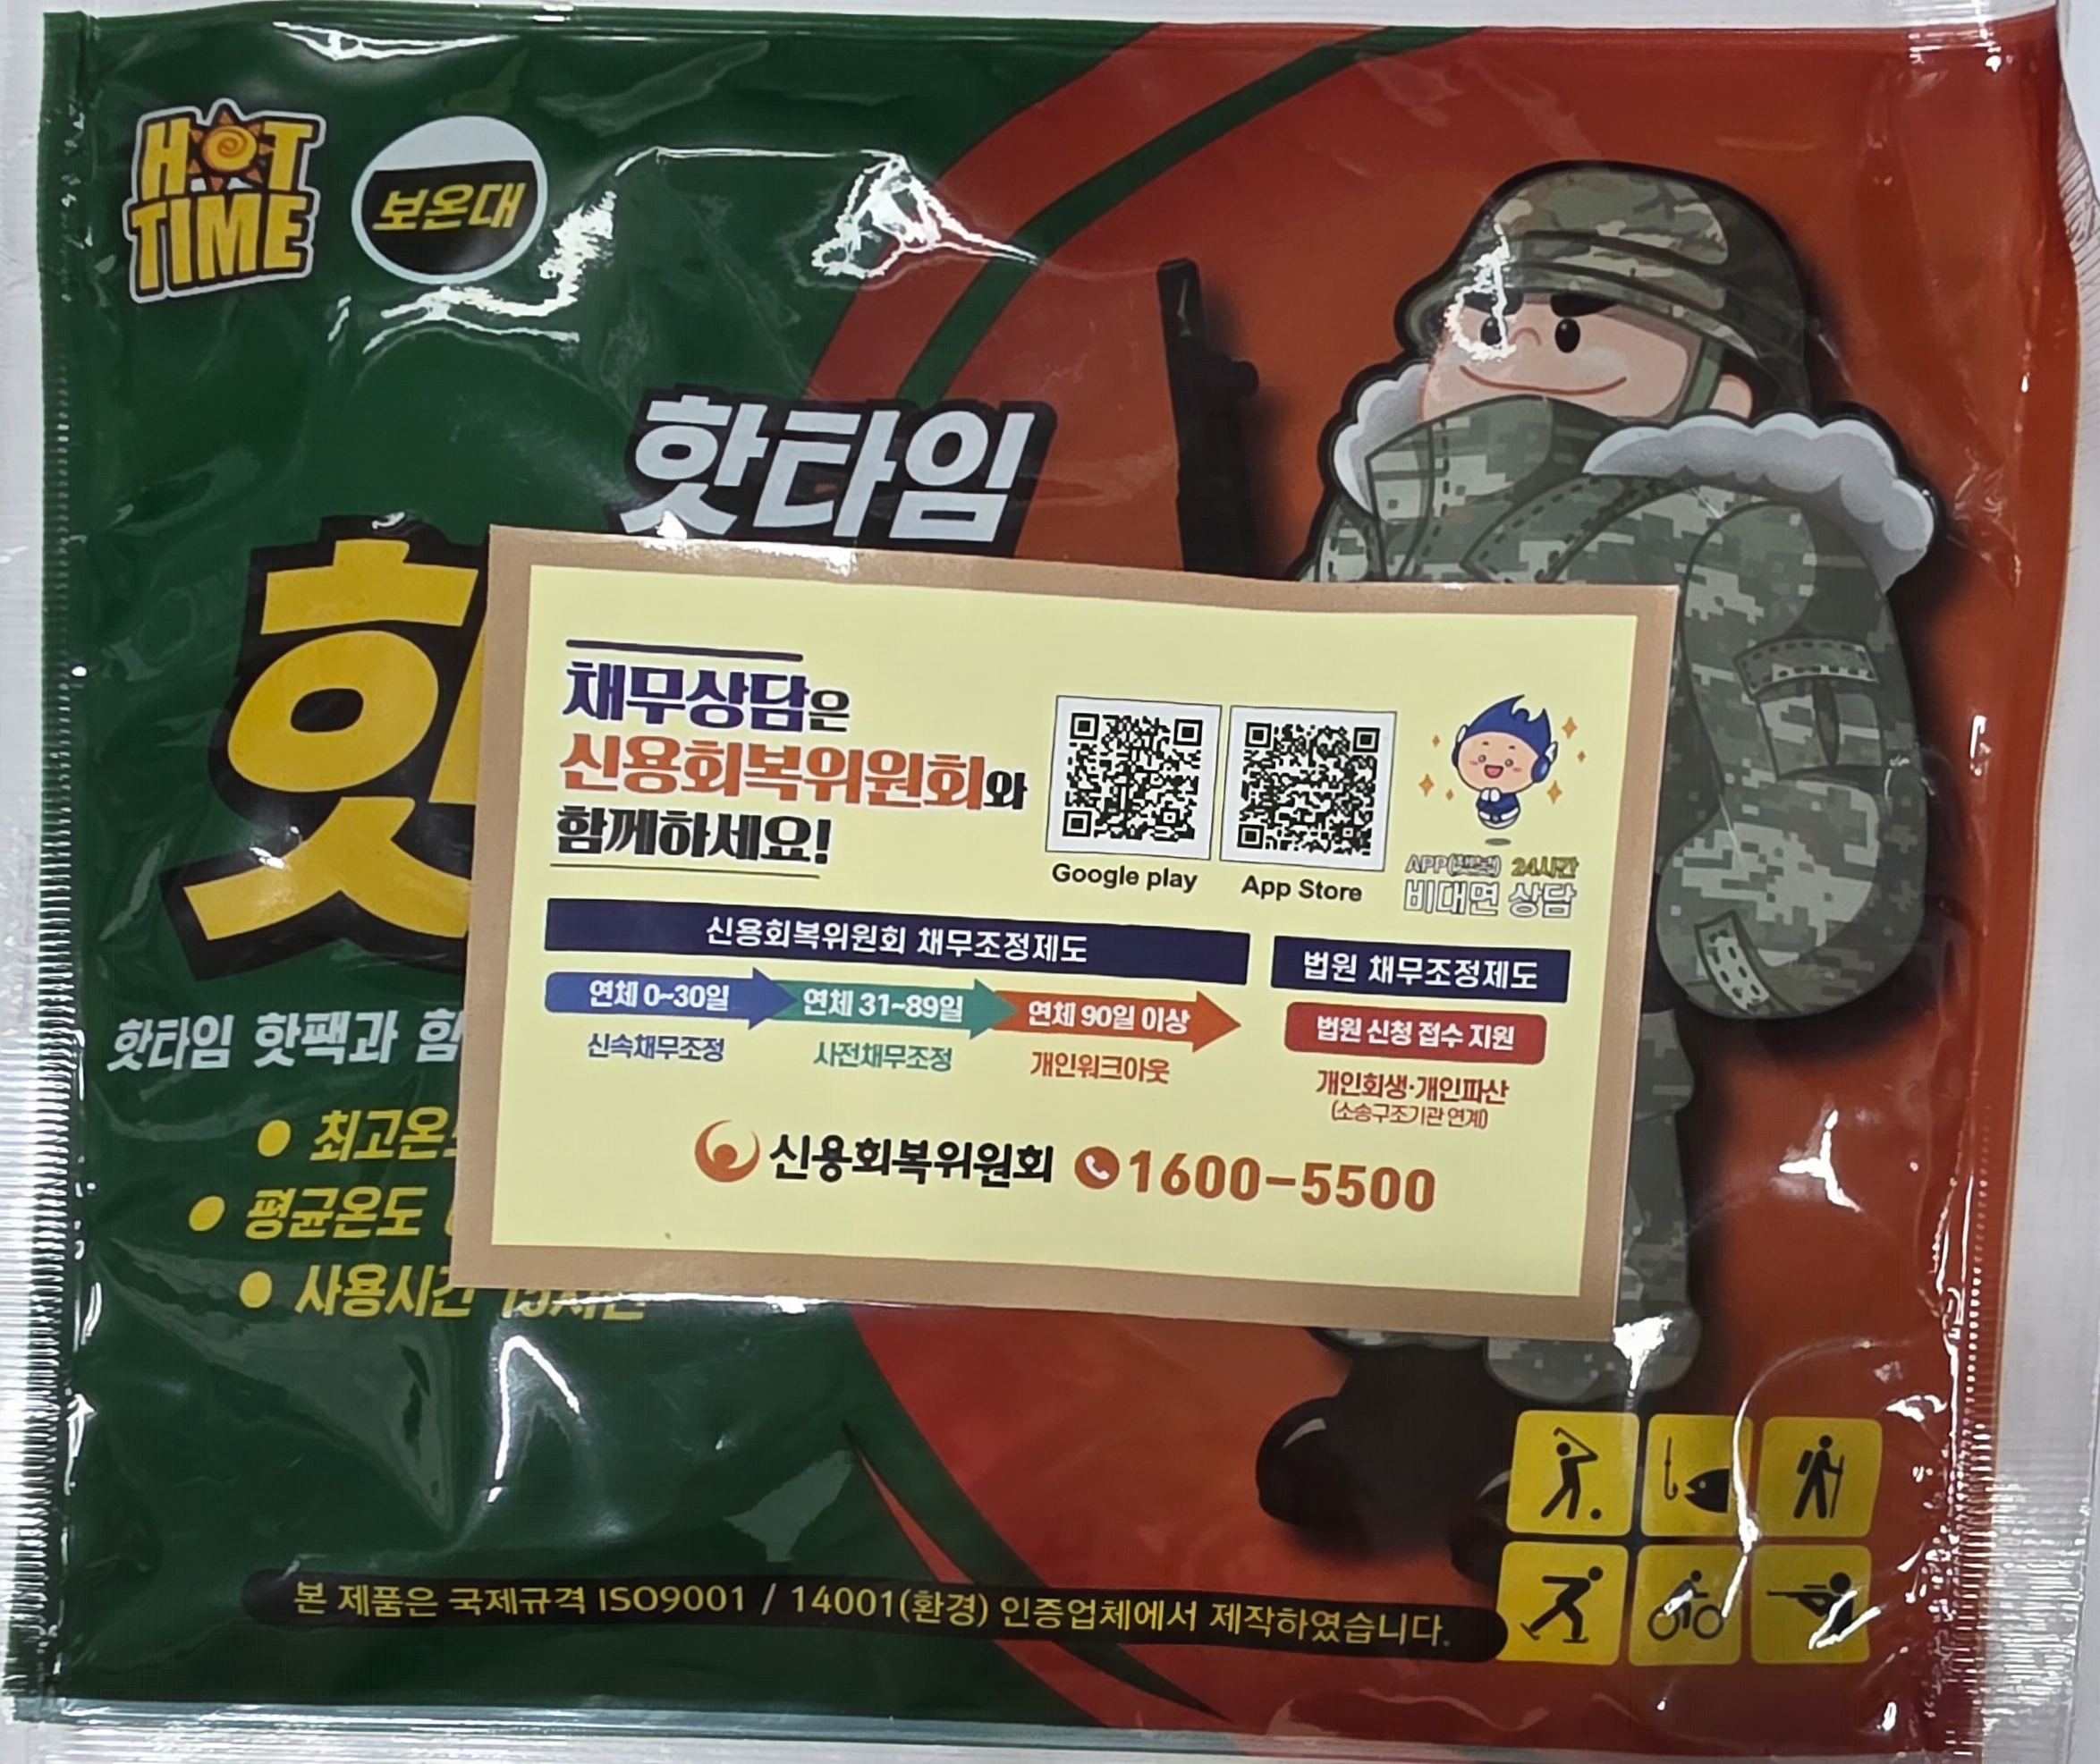 HOT
TIME
보온대
핫타임
핫타임 핫팩과 함
최고온도
평균온도
사용시간 15시간
채무상담은
신용회복위원회와
함께하세요!
Google play
App Store
24시간
비대면 상담
신용회복위원회 채무조정제도
연체 0~30일
연체 31~89일
연체 90일 이상
신속채무조정
사전채무조정
개인워크아웃
법원 채무조정제도
법원 신청 접수 지원
개인회생·개인파산
(소송구조기관 연계)
신용회복위원회 1600-5500
본 제품은 국제규격 ISO9001 / 14001(환경) 인증업체에서 제작하였습니다.